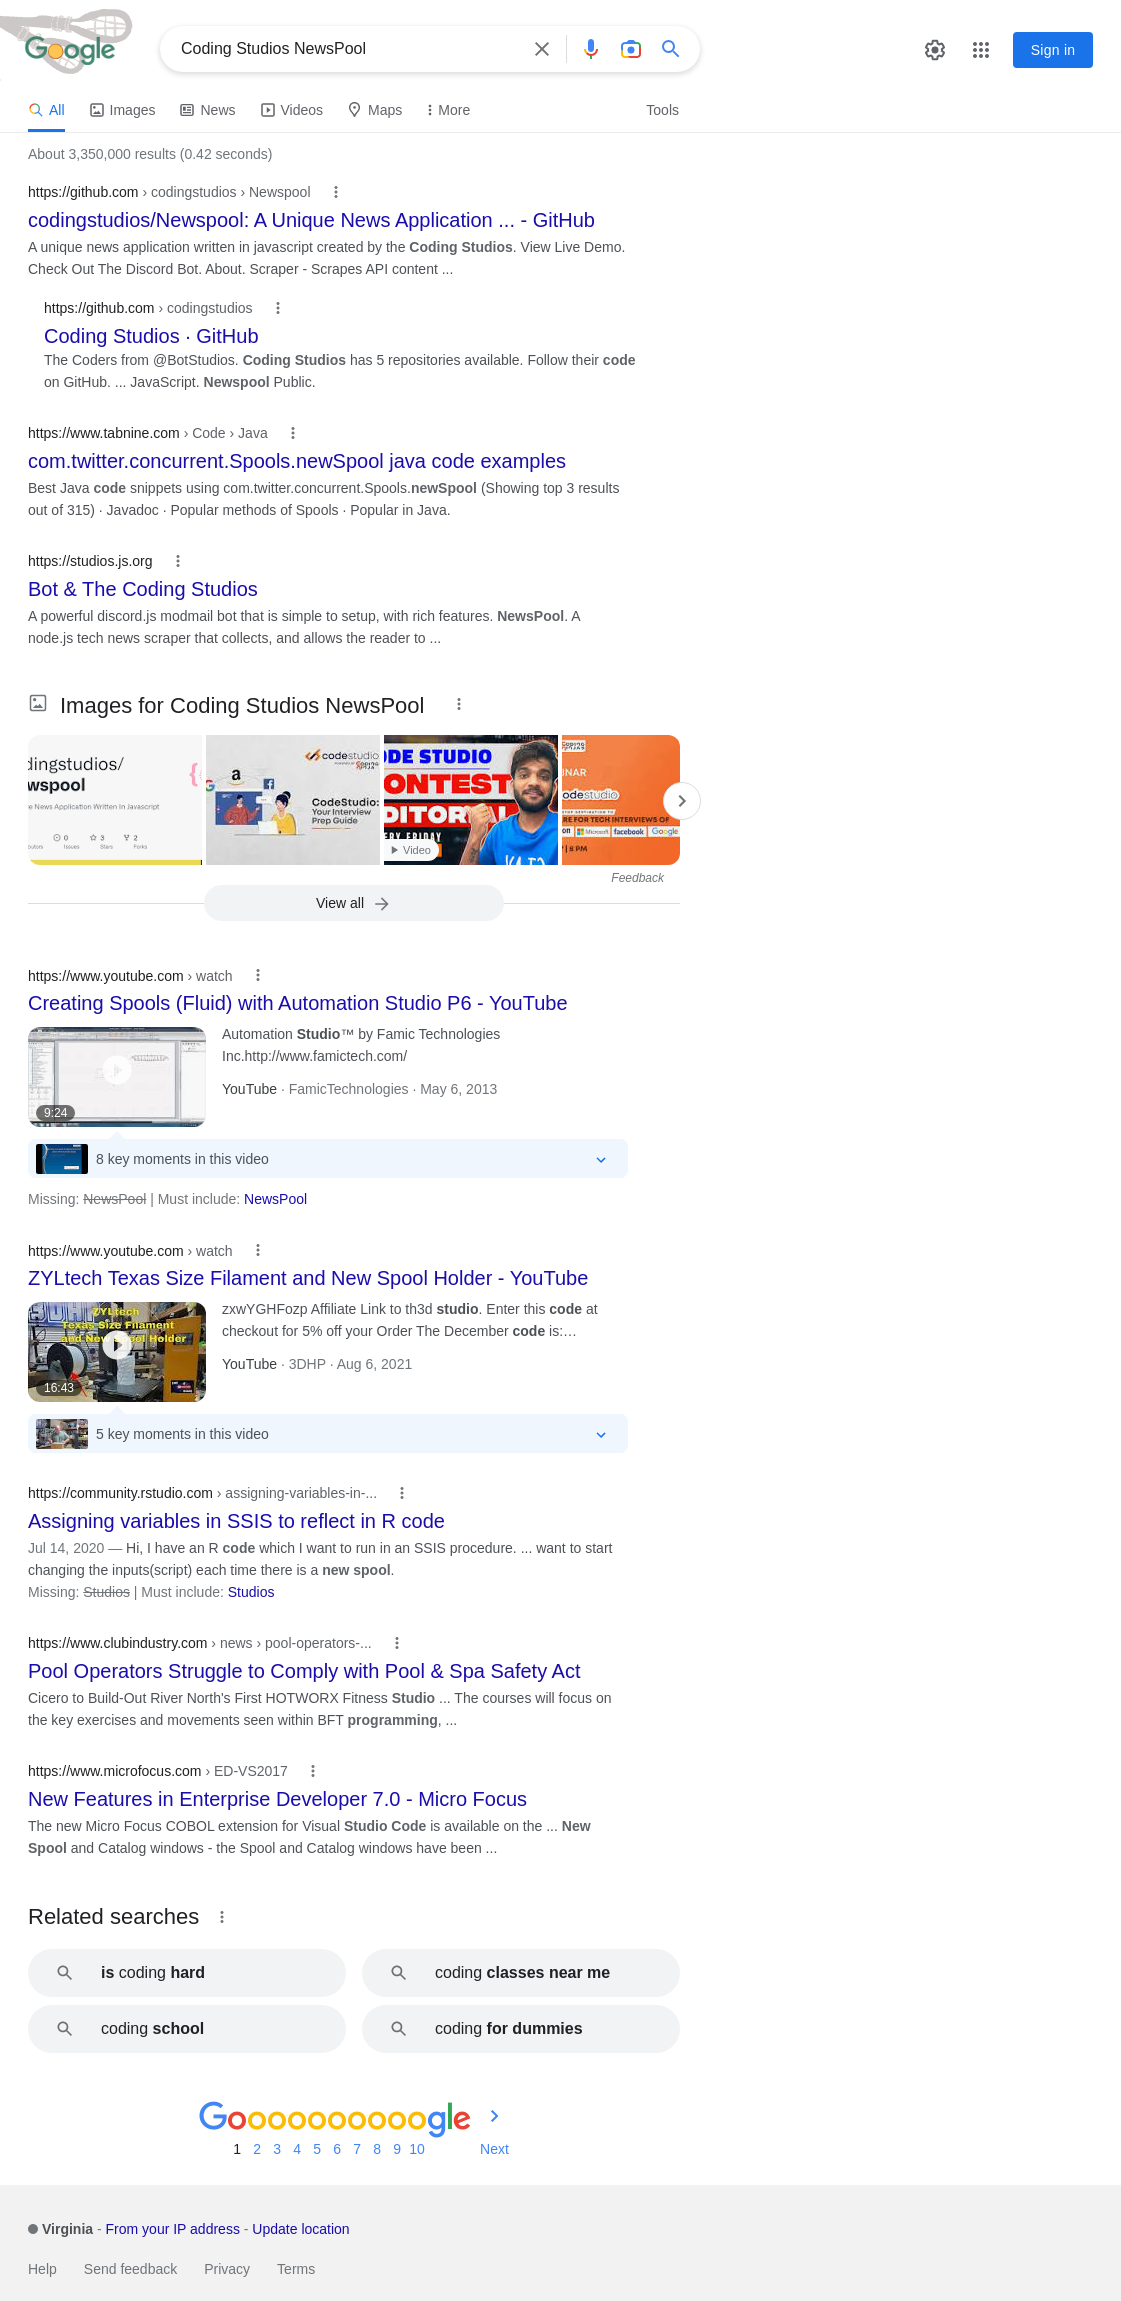 Google
Coding Studios NewsPool
Sign in
All
Images
News
Videos
Maps
More
Tools
About 3,350,000 results (0.42 seconds)
https://github.com › codingstudios › Newspool
codingstudios/Newspool: A Unique News Application ... - GitHub
A unique news application written in javascript created by the Coding Studios. View Live Demo.
Check Out The Discord Bot. About. Scraper - Scrapes API content ...
https://github.com › codingstudios
Coding Studios · GitHub
The Coders from @BotStudios. Coding Studios has 5 repositories available. Follow their code
on GitHub. ... JavaScript. Newspool Public.
https://www.tabnine.com › Code › Java
com.twitter.concurrent.Spools.newSpool java code examples
Best Java code snippets using com.twitter.concurrent.Spools.newSpool (Showing top 3 results
out of 315) · Javadoc · Popular methods of Spools · Popular in Java.
https://studios.js.org
Bot & The Coding Studios
A powerful discord.js modmail bot that is simple to setup, with rich features. NewsPool. A
node.js tech news scraper that collects, and allows the reader to ...
Images for Coding Studios NewsPool
dingstudios/
wspool
e News Application Written In Javascript
0
3
2
Issues
Stars
Forks
codestudio
CODING
NINJAS
a
G
CodeStudio:
Your Interview
Prep Guide
ODE STUDIO
ONTEST
DITORIAL
ERY FRIDAY
Video
CODING
NINJAS
INAR
odestudio
RE FOR TECH INTERVIEWS OF
on
Microsoft
facebook
Google
| 8 PM
Feedback
View all
https://www.youtube.com › watch
Creating Spools (Fluid) with Automation Studio P6 - YouTube
Automation Studio™ by Famic Technologies
Inc.http://www.famictech.com/
YouTube · FamicTechnologies · May 6, 2013
9:24
8 key moments in this video
Missing: NewsPool | Must include: NewsPool
https://www.youtube.com › watch
ZYLtech Texas Size Filament and New Spool Holder - YouTube
ZYLtech
Texas Size Filament
and New Spool Holder
16:43
zxwYGHFozp Affiliate Link to th3d studio. Enter this code at
checkout for 5% off your Order The December code is:…
YouTube · 3DHP · Aug 6, 2021
5 key moments in this video
https://community.rstudio.com › assigning-variables-in-...
Assigning variables in SSIS to reflect in R code
Jul 14, 2020 — Hi, I have an R code which I want to run in an SSIS procedure. ... want to start
changing the inputs(script) each time there is a new spool.
Missing: Studios | Must include: Studios
https://www.clubindustry.com › news › pool-operators-...
Pool Operators Struggle to Comply with Pool & Spa Safety Act
Cicero to Build-Out River North's First HOTWORX Fitness Studio ... The courses will focus on
the key exercises and movements seen within BFT programming, ...
https://www.microfocus.com › ED-VS2017
New Features in Enterprise Developer 7.0 - Micro Focus
The new Micro Focus COBOL extension for Visual Studio Code is available on the ... New
Spool and Catalog windows - the Spool and Catalog windows have been ...
Related searches
is coding hard
coding classes near me
coding school
coding for dummies
Goooooooooogle
1 2 3 4 5 6 7 8 9 10 Next
Virginia - From your IP address - Update location
Help
Send feedback
Privacy
Terms